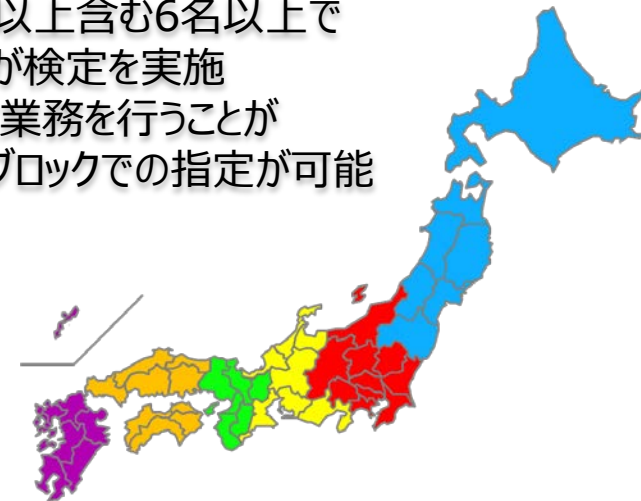 以上含む6名以上で
が検定を実施
業務を行うことが
ブロックでの指定が可能